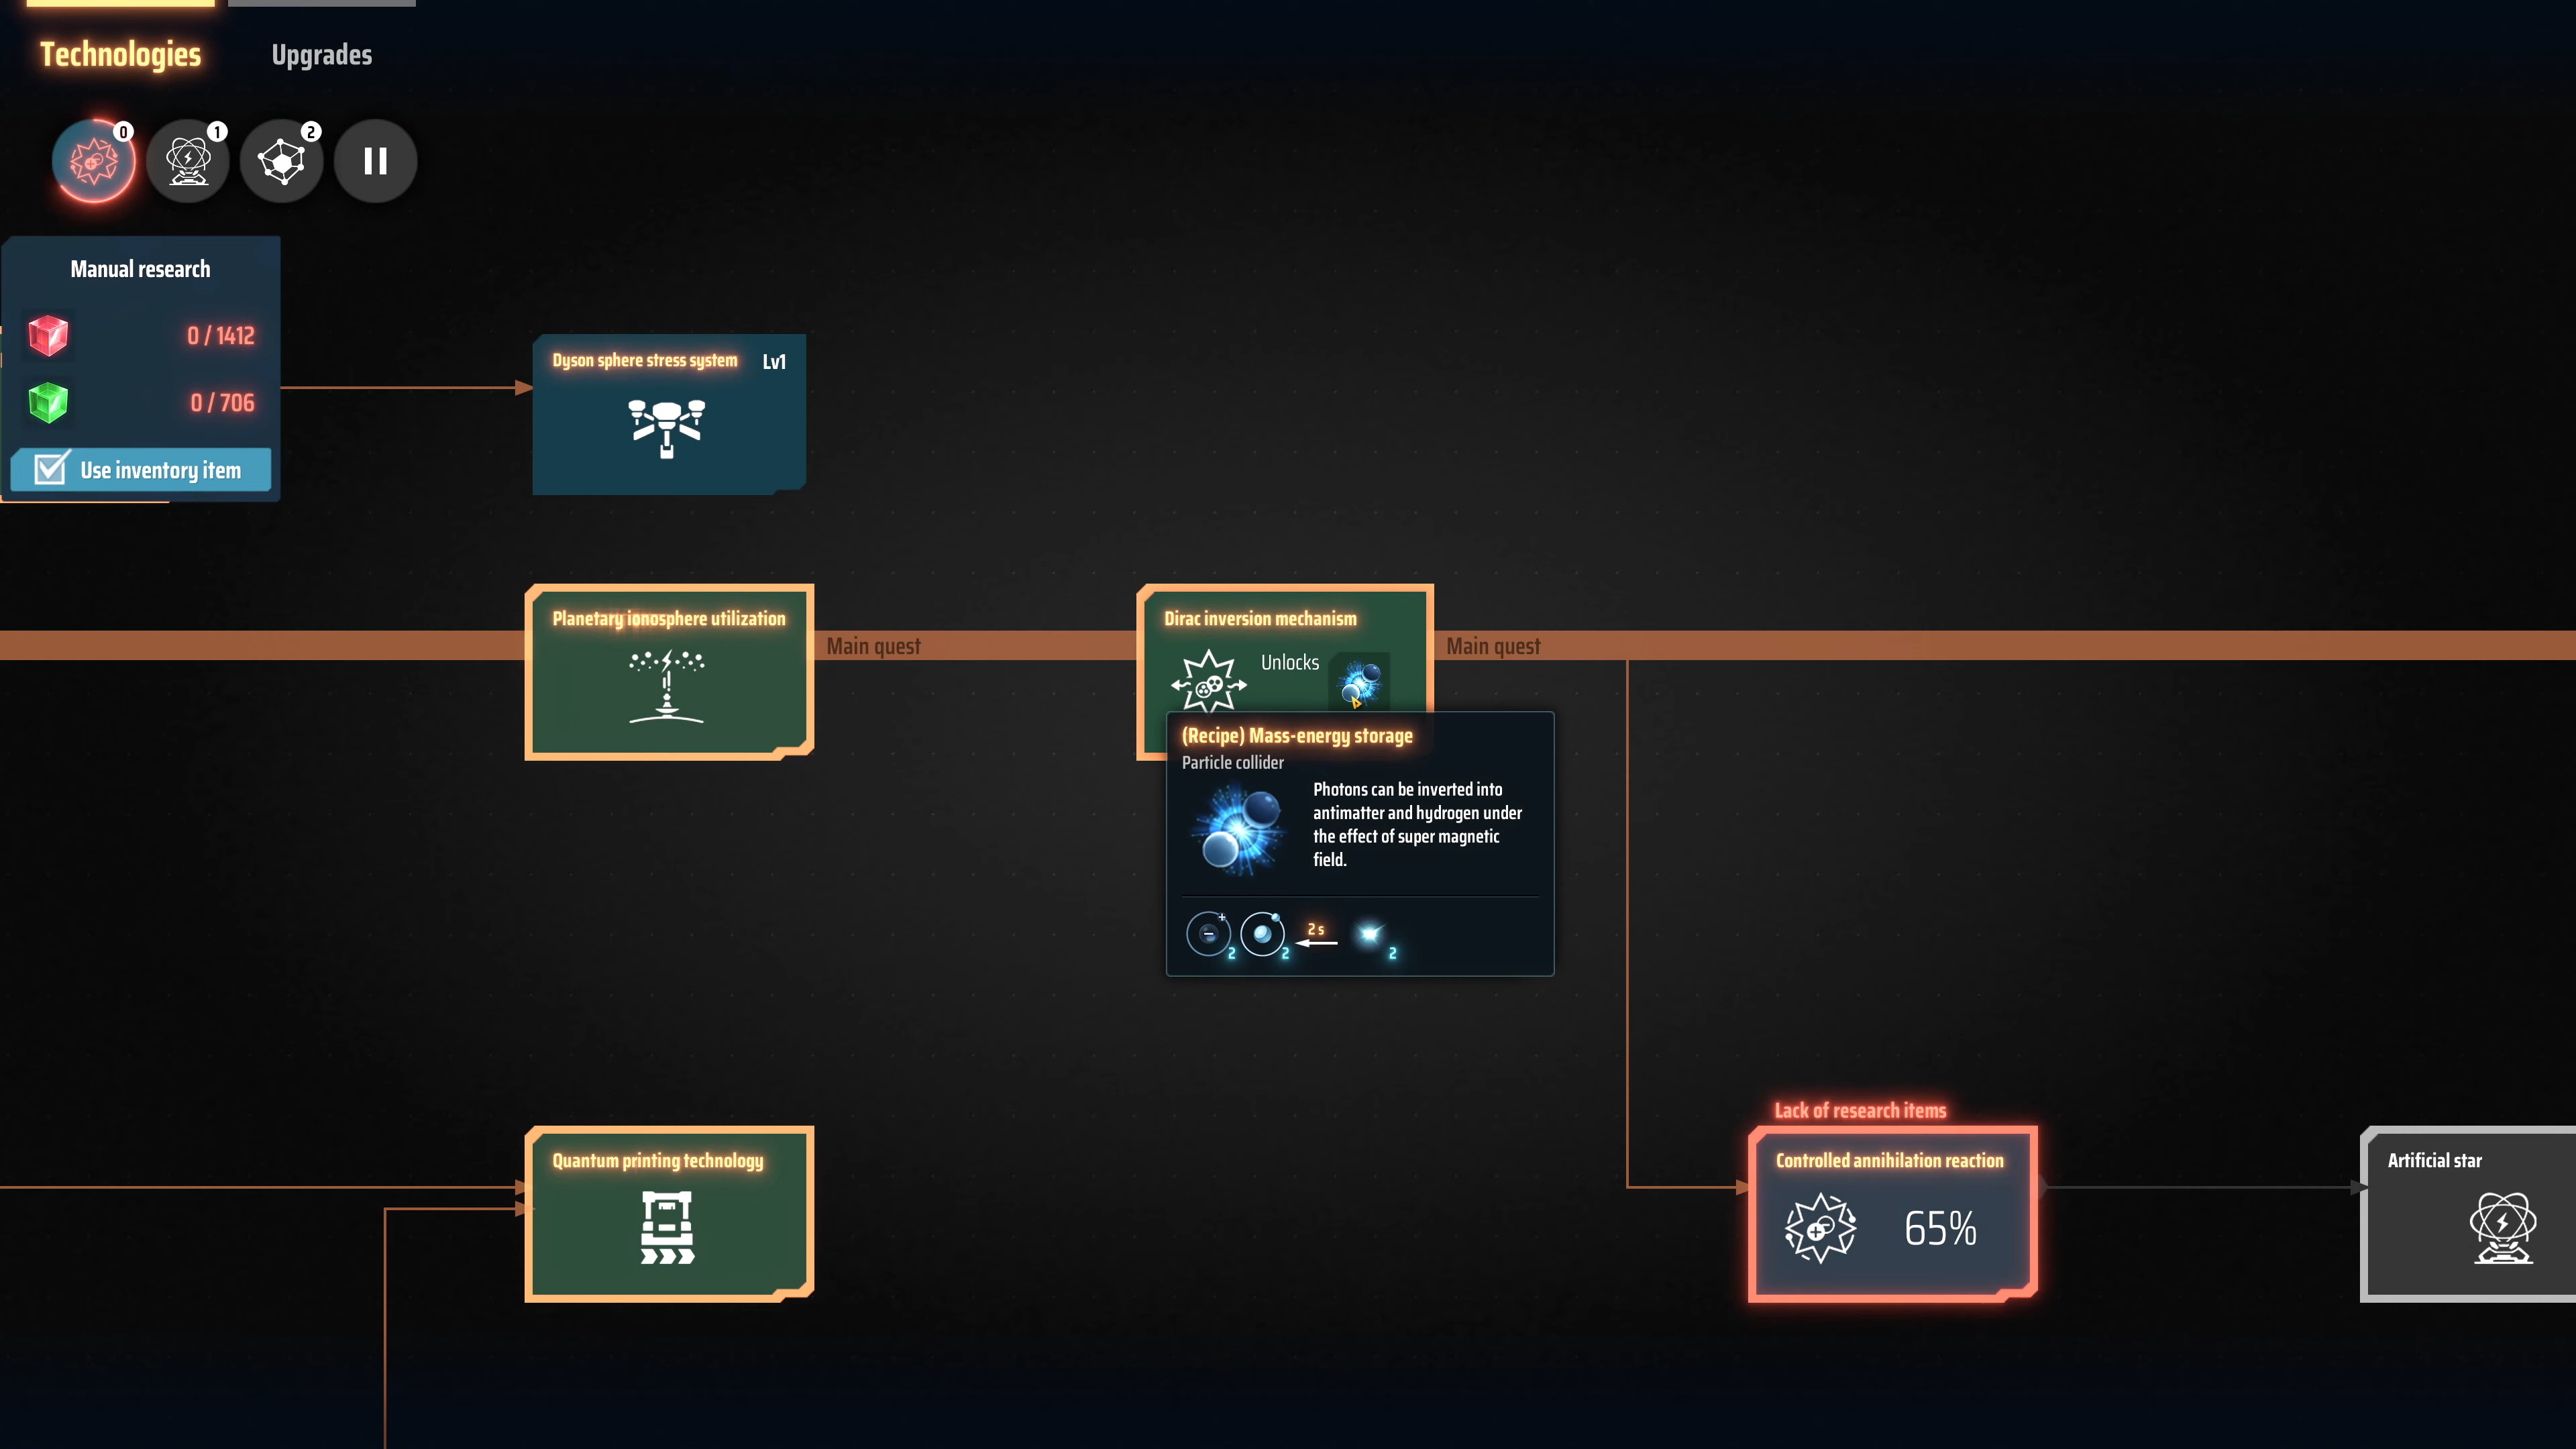 Technologies
Upgrades
0
1
2
Manual research
0 / 1412
0 / 706
Use inventory item
Dyson sphere stress system Lv1
Planetary ionosphere utilization
Main quest
Dirac inversion mechanism
Unlocks
Main quest
(Recipe) Mass-energy storage
Particle collider
Photons can be inverted into
antimatter and hydrogen under
the effect of super magnetic
field.
2 s
2
2
2
Quantum printing technology
Lack of research items
Controlled annihilation reaction
65%
Artificial star